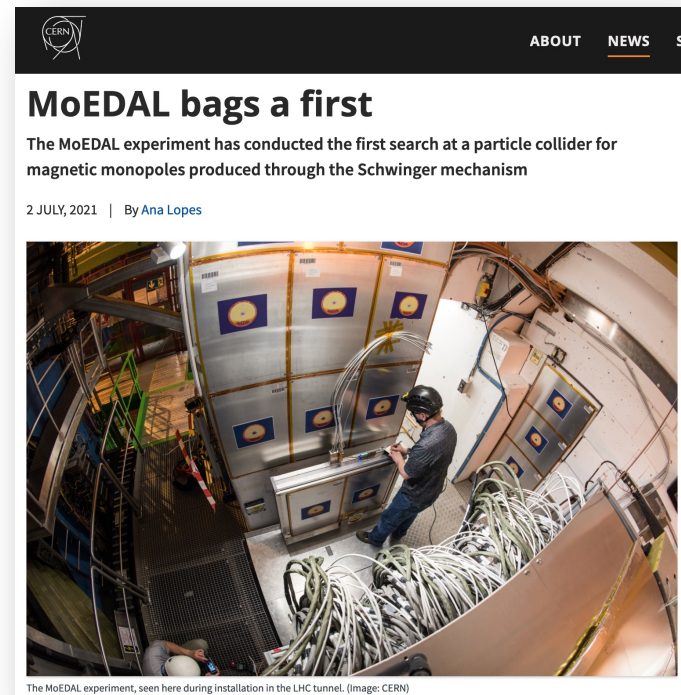 CERN
ABOUT NEWS S
MoEDAL bags a first
The MoEDAL experiment has conducted the first search at a particle collider for
magnetic monopoles produced through the Schwinger mechanism
2 JULY, 2021 | By Ana Lopes
The MoEDAL experiment, seen here during installation in the LHC tunnel. (Image: CERN)